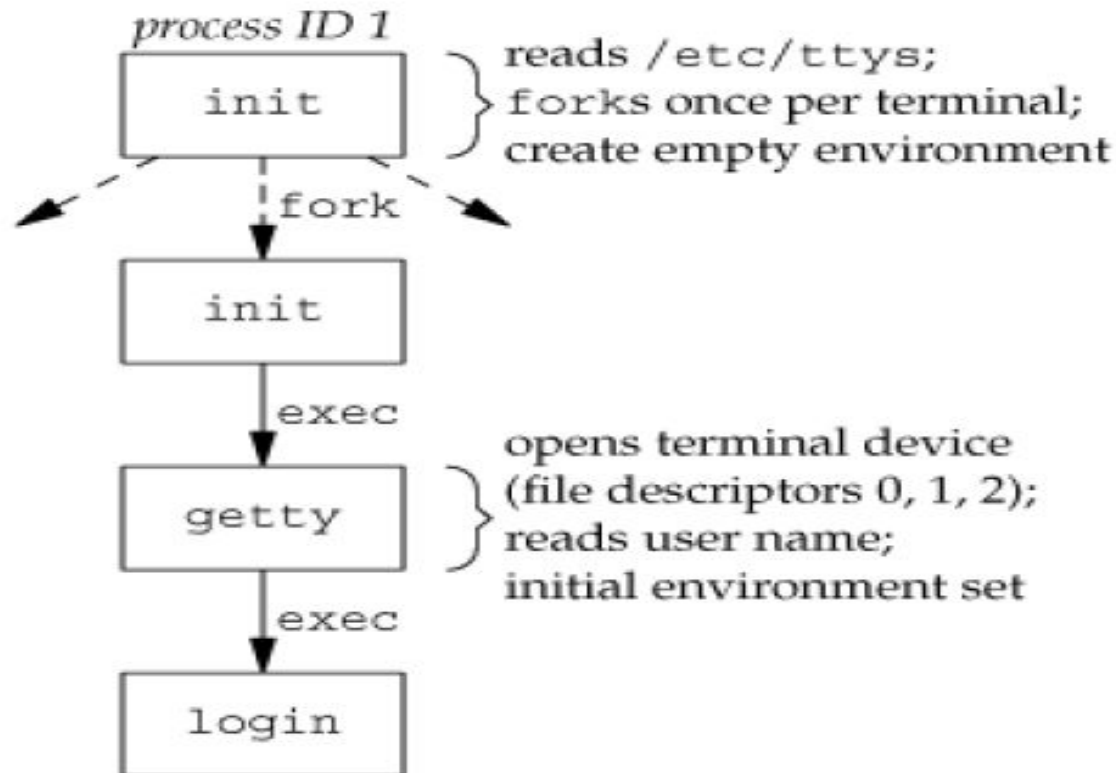 process ID 1
init
reads /etc/ttys;
forks once per terminal;
create empty environment
fork
init
exec
getty
opens terminal device
(file descriptors 0, 1, 2);
reads user name;
initial environment set
exec
login